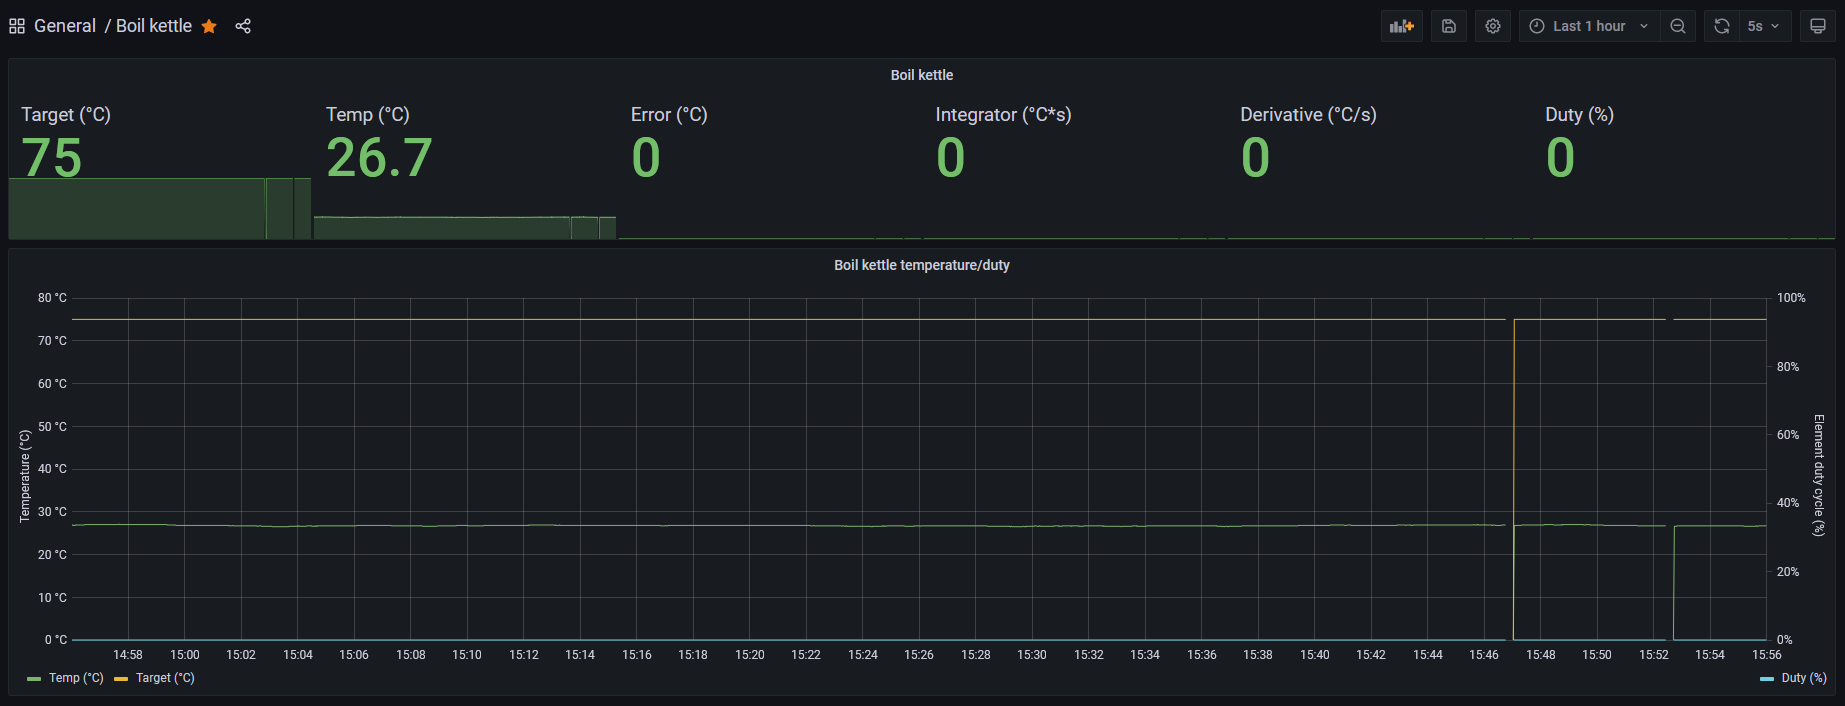 General / Boil kettle
Last 1 hour
5s
Boil kettle
Target (°C) Temp (°C) Error (°C) Integrator (°C*s) Derivative (°C/s) Duty (%)
75 26.7 0 0 0 0
Boil kettle temperature/duty
80 °C
70 °C
60 °C
50 °C
40 °C
30 °C
20 °C
10 °C
0 °C
Temperature (°C)
100%
80%
60%
40%
20%
0%
Element duty cycle (%)
14:58 15:00 15:02 15:04 15:06 15:08 15:10 15:12 15:14 15:16 15:18 15:20 15:22 15:24 15:26 15:28 15:30 15:32 15:34 15:36 15:38 15:40 15:42 15:44 15:46 15:48 15:50 15:52 15:54 15:56
Temp (°C) Target (°C) Duty (%)